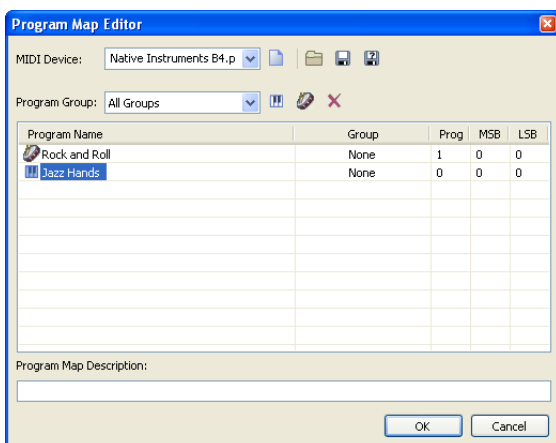 Program Map Editor
MIDI Device: Native Instruments B4.p
Program Group: All Groups
Program Name Group Prog MSB LSB
Rock and Roll None 1 0 0
Jazz Hands None 0 0 0
Program Map Description:
OK Cancel